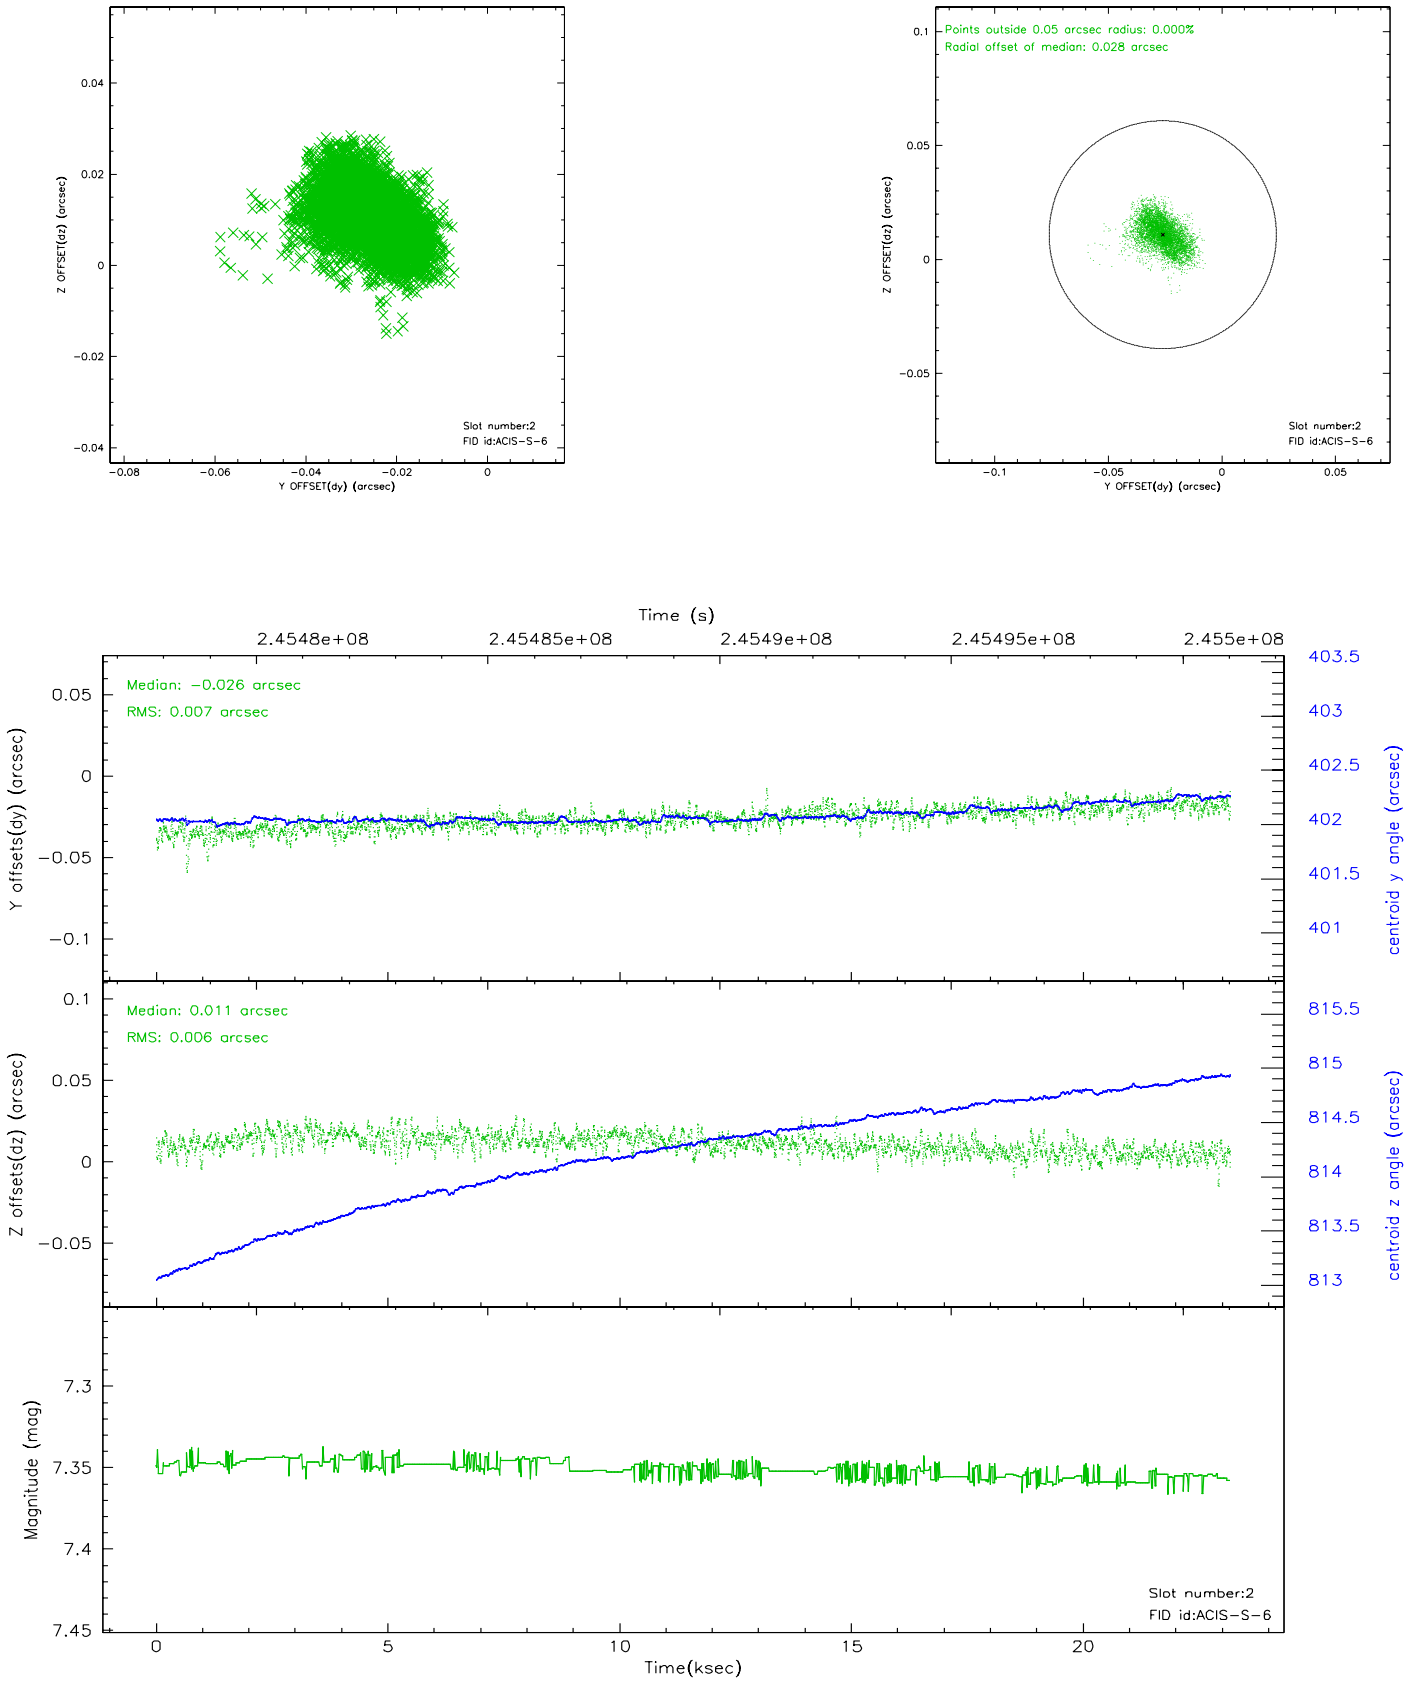 0.04
0.02
0
−0.02
−0.04
Z OFFSET(dz) (arcsec)
−0.08 −0.06 −0.04 −0.02 0
Y OFFSET(dy) (arcsec)
Slot number:2
FID id:ACIS−S−6
Points outside 0.05 arcsec radius: 0.000%
Radial offset of median: 0.028 arcsec
0.1
0.05
0
−0.05
Z OFFSET(dz) (arcsec)
−0.1 −0.05 0 0.05
Y OFFSET(dy) (arcsec)
Slot number:2
FID id:ACIS−S−6
Time (s)
2.4548e+08 2.45485e+08 2.4549e+08 2.45495e+08 2.455e+08
Median: −0.026 arcsec
RMS: 0.007 arcsec
0.05
0
−0.05
−0.1
Y offsets(dy) (arcsec)
403.5
403
402.5
402
401.5
401
centroid y angle (arcsec)
Median: 0.011 arcsec
RMS: 0.006 arcsec
0.1
0.05
0
−0.05
Z offsets(dz) (arcsec)
815.5
815
814.5
814
813.5
813
centroid z angle (arcsec)
7.3
7.35
7.4
7.45
Magnitude (mag)
Slot number:2
FID id:ACIS−S−6
0 5 10 15 20
Time(ksec)